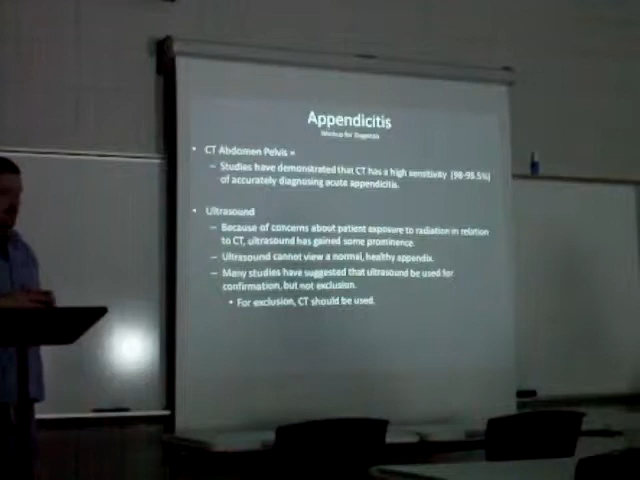 Appendicitis
Workup for Diagnosis
• CT Abdomen Pelvis =
– Studies have demonstrated that CT has a high sensitivity (98-98.5%)
of accurately diagnosing acute appendicitis.
• Ultrasound
– Because of concerns about patient exposure to radiation in relation
to CT, ultrasound has gained some prominence.
– Ultrasound cannot view a normal, healthy appendix.
– Many studies have suggested that ultrasound be used for
confirmation, but not exclusion.
• For exclusion, CT should be used.